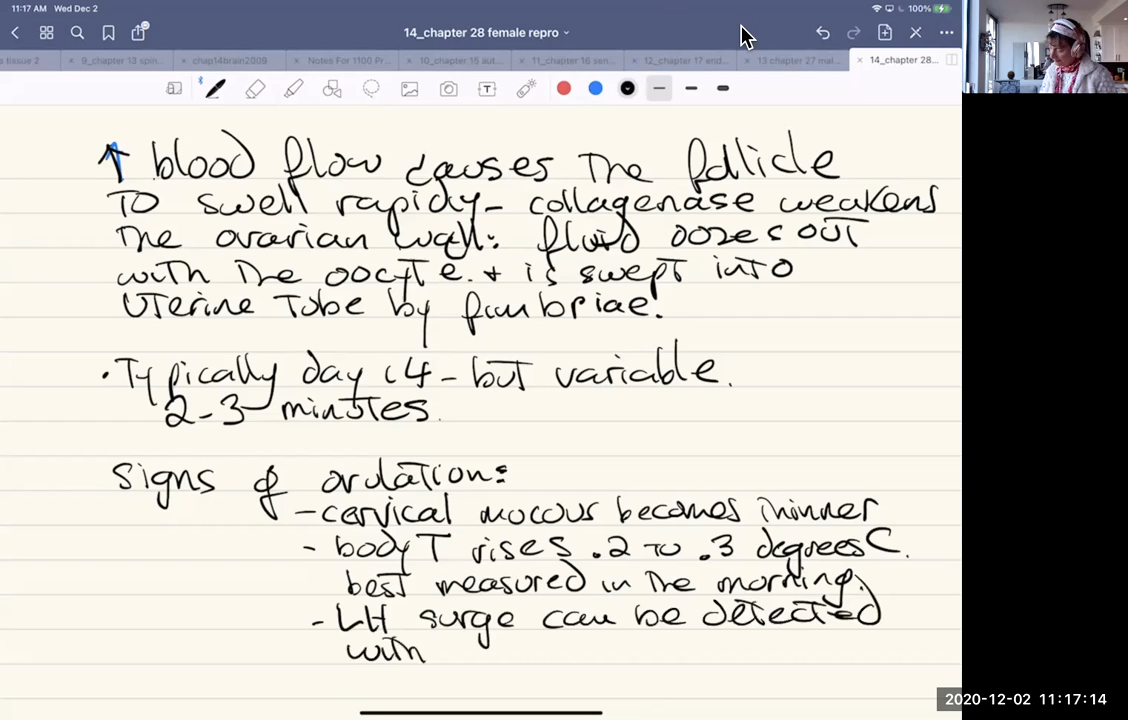 11:17 AM Wed Dec 2
100%
14_chapter 28 female repro
s tissue 2
9_chapter 13 spin...
chap14brain2009
Notes For 1100 Pr...
10_chapter 15 aut...
11_chapter 16 sen...
12_chapter 17 end...
13 chapter 27 mal...
14_chapter 28...
↑ blood flow causes The follicle
To swell rapidy- collagenase weakens
The ovarian wall: fluid oozes out
with The oocyte. + is swept into
Uterine Tube by fimbriae!
• Typically day 14 - but variable.
2-3 minutes.
Signs of ovulation:
- cervical mucous becomes Thinner
- body T rises .2 to .3 degrees C.
best measured in The morning.
- LH surge can be detected
with
2020-12-02 11:17:14